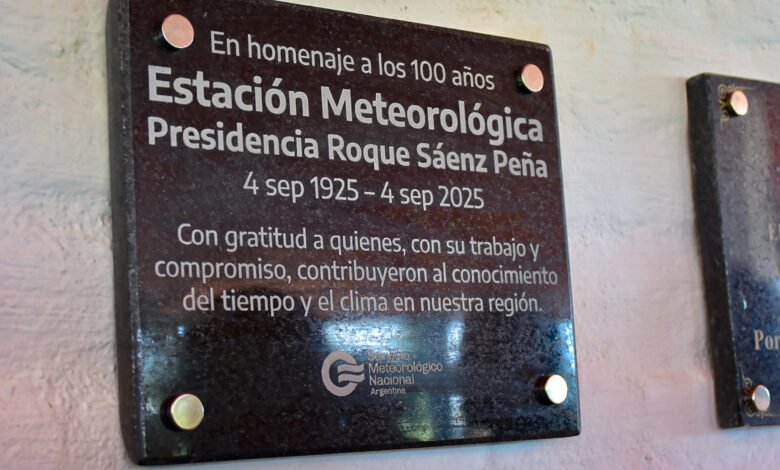 En homenaje a los 100 años
Estación Meteorológica
Presidencia Roque Sáenz Peña
4 sep 1925 – 4 sep 2025
Con gratitud a quienes, con su trabajo y
compromiso, contribuyeron al conocimiento
del tiempo y el clima en nuestra región.
Servicio
Meteorológico
Nacional
Argentina